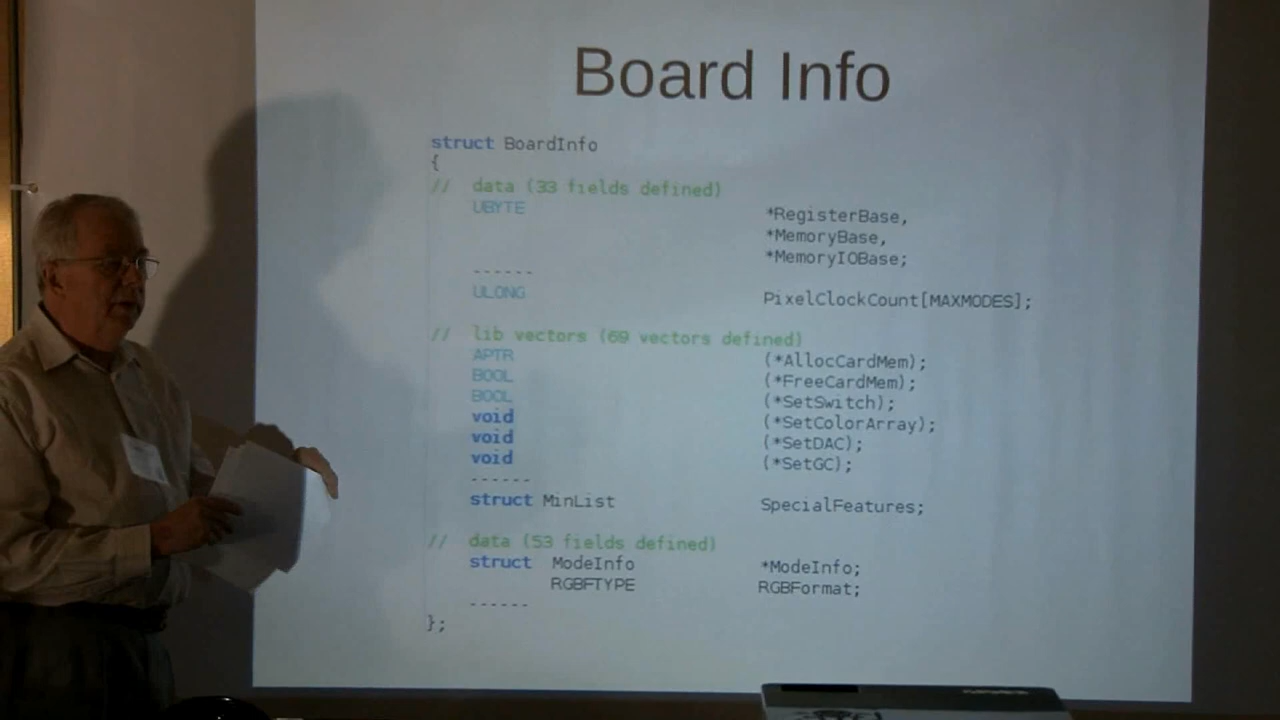 Board Info
struct BoardInfo
{
// data (33 fields defined)
UBYTE *RegisterBase,
*MemoryBase,
*MemoryIOBase;
------
ULONG PixelClockCount[MAXMODES];
// lib vectors (69 vectors defined)
APTR (*AllocCardMem);
BOOL (*FreeCardMem);
BOOL (*SetSwitch);
void (*SetColorArray);
void (*SetDAC);
void (*SetGC);
------
struct MinList SpecialFeatures;
// data (53 fields defined)
struct ModeInfo *ModeInfo;
RGBFTYPE RGBFormat;
------
};